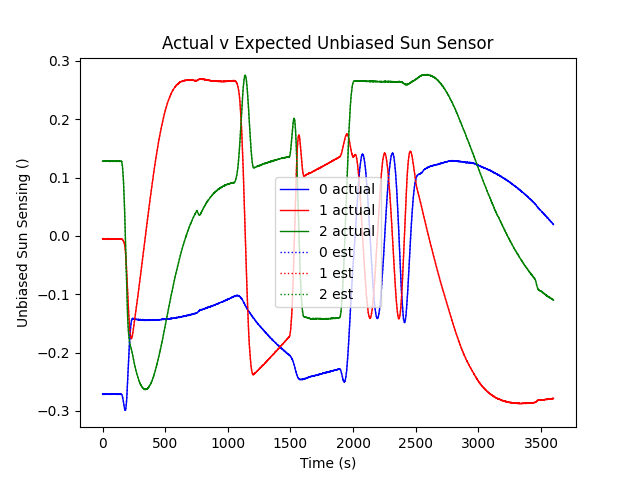 Actual v Expected Unbiased Sun Sensor
Unbiased Sun Sensing ()
0.3
0.2
0.1
0.0
−0.1
−0.2
−0.3
0 actual
1 actual
2 actual
0 est
1 est
2 est
0 500 1000 1500 2000 2500 3000 3500
Time (s)